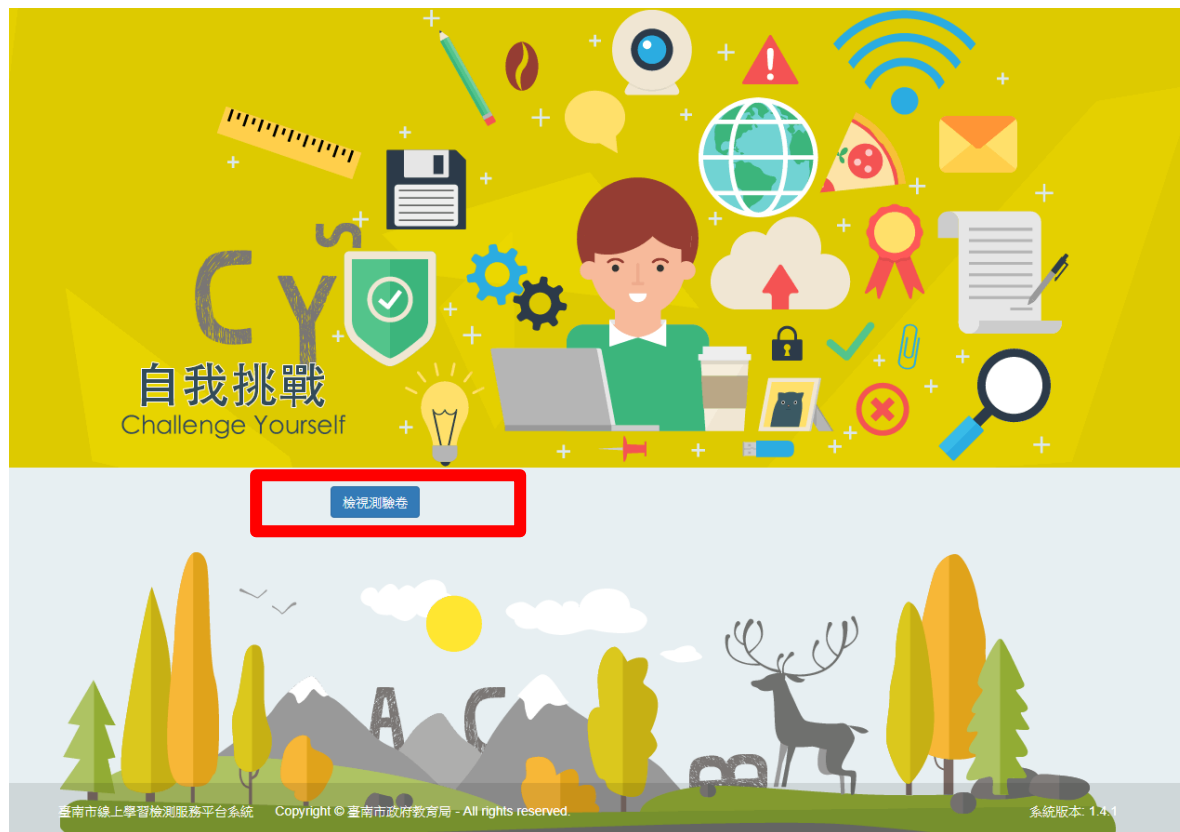 CYS
自我挑戰
Challenge Yourself
檢視測驗卷
A C
B
臺南市線上學習檢測服務平台系統 Copyright © 臺南市政府教育局 - All rights reserved. 系統版本: 1.4.1